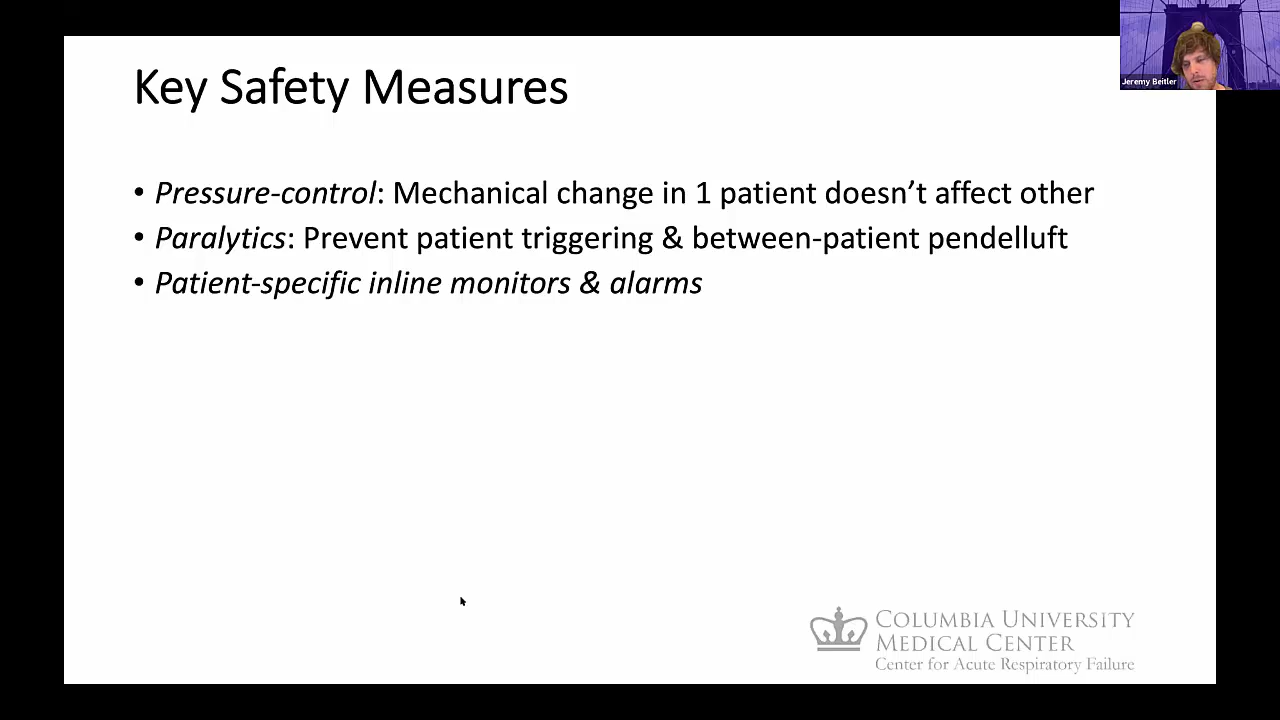 Jeremy Beitler
Key Safety Measures
• Pressure-control: Mechanical change in 1 patient doesn’t affect other
• Paralytics: Prevent patient triggering & between-patient pendelluft
• Patient-specific inline monitors & alarms
COLUMBIA UNIVERSITY
MEDICAL CENTER
Center for Acute Respiratory Failure